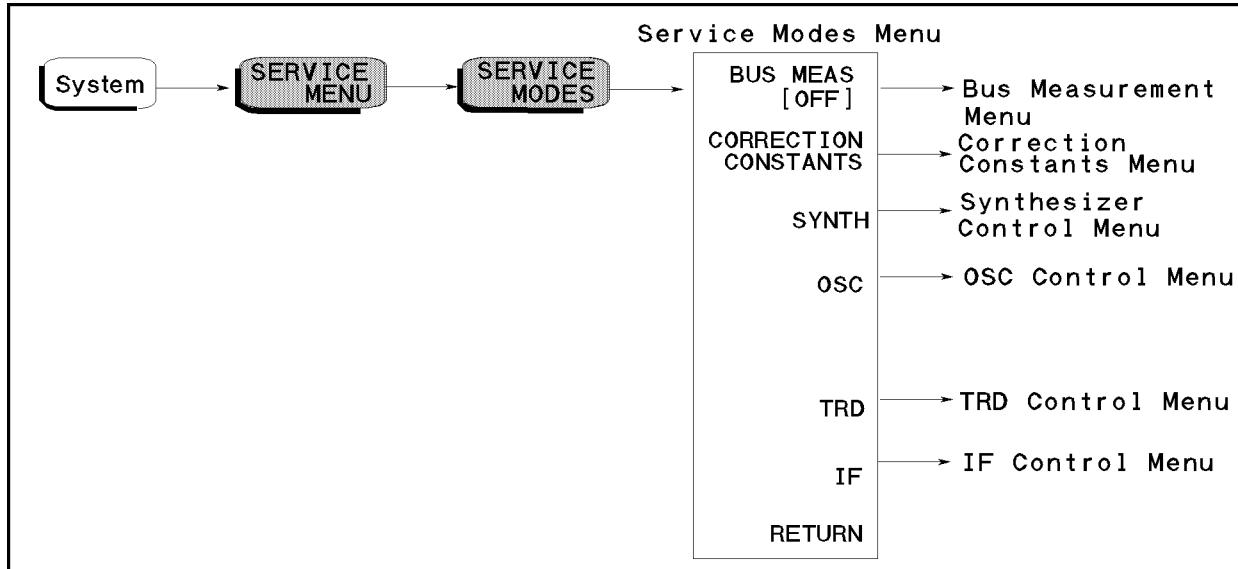 Service Modes Menu
System
SERVICE
MENU
SERVICE
MODES
BUS MEAS
[OFF]
Bus Measurement
Menu
CORRECTION
CONSTANTS
Correction
Constants Menu
SYNTH
Synthesizer
Control Menu
OSC
OSC Control Menu
TRD
TRD Control Menu
IF
IF Control Menu
RETURN